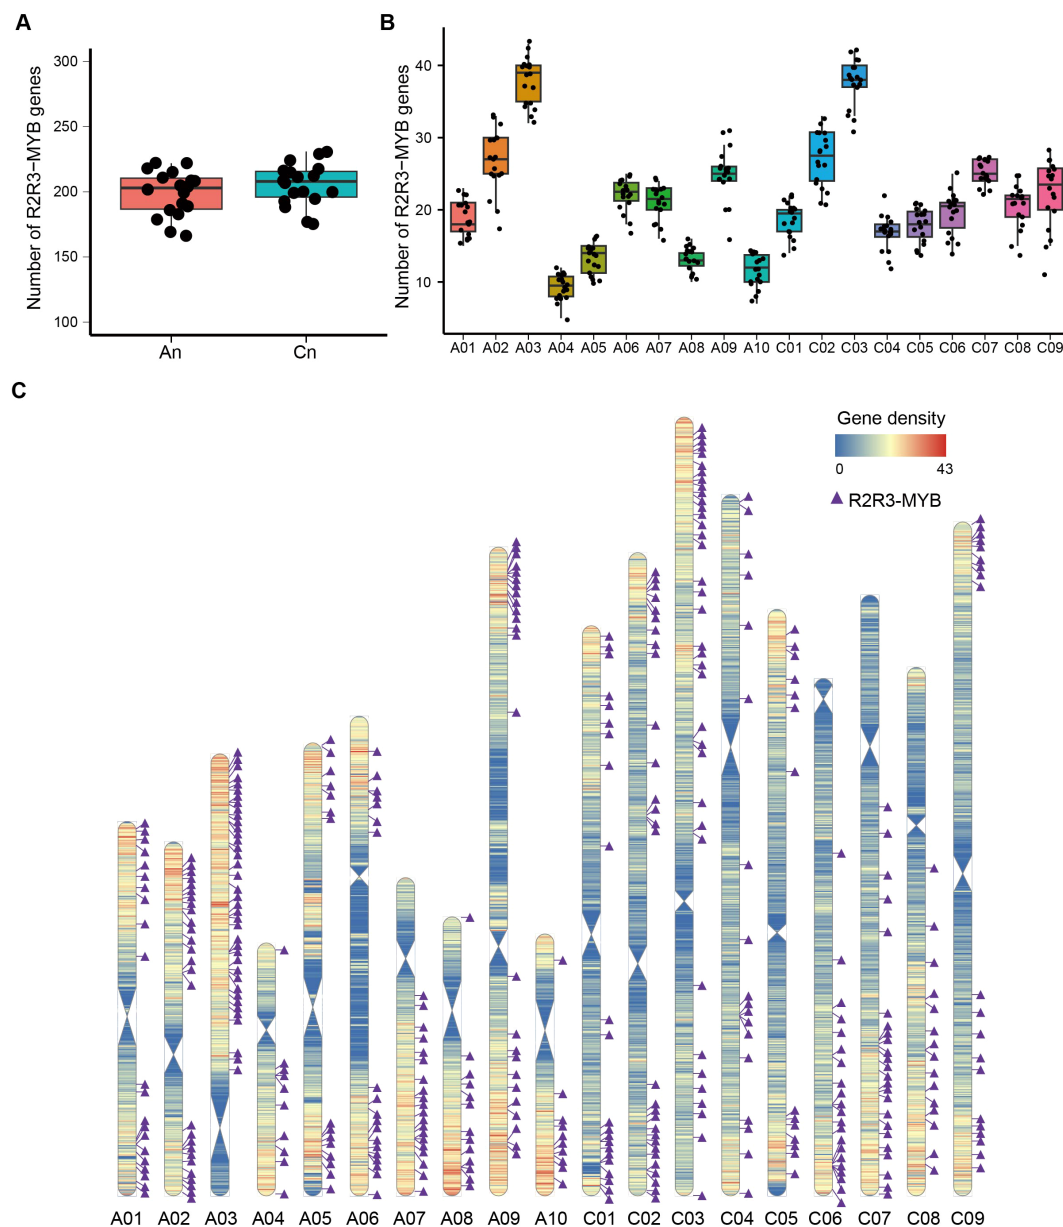 A
B
Number of R2R3−MYB genes
300
250
200
150
100
An
Cn
Number of R2R3−MYB genes
40
30
20
10
A01 A02 A03 A04 A05 A06 A07 A08 A09 A10 C01 C02 C03 C04 C05 C06 C07 C08 C09
C
Gene density
0 43
R2R3-MYB
A01 A02 A03 A04 A05 A06 A07 A08 A09 A10 C01 C02 C03 C04 C05 C06 C07 C08 C09